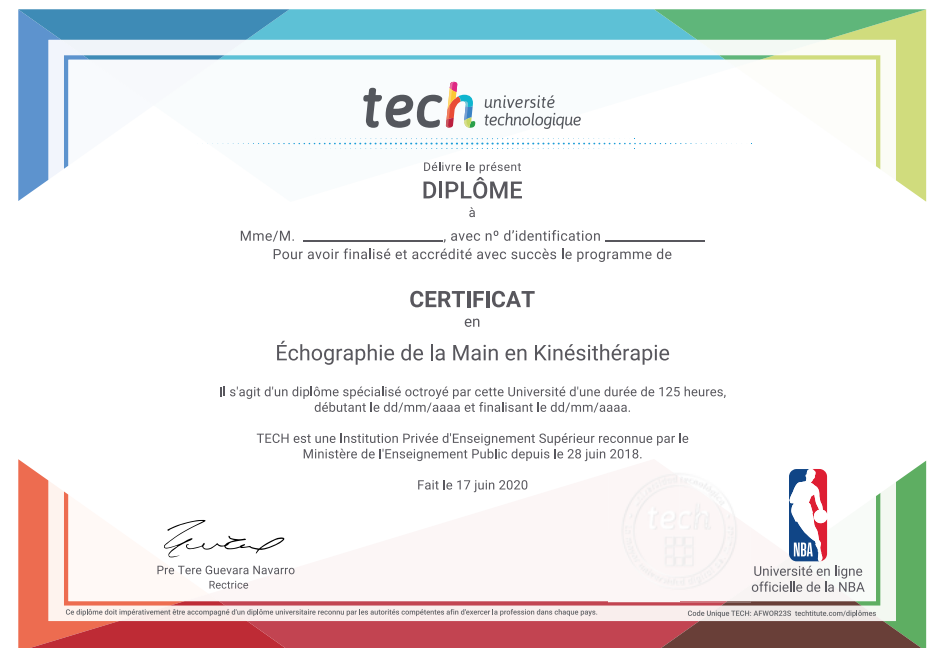 tech université
technologique
Délivre le présent
DIPLÔME
à
Mme/M. ____________________, avec nº d'identification ______________
Pour avoir finalisé et accrédité avec succès le programme de
CERTIFICAT
en
Échographie de la Main en Kinésithérapie
Il s'agit d'un diplôme spécialisé octroyé par cette Université d'une durée de 125 heures,
débutant le dd/mm/aaaa et finalisant le dd/mm/aaaa.
TECH est une Institution Privée d'Enseignement Supérieur reconnue par le
Ministère de l'Enseignement Public depuis le 28 juin 2018.
Fait le 17 juin 2020
tech
NBA
Pre Tere Guevara Navarro
Rectrice
Université en ligne
officielle de la NBA
Ce diplôme doit impérativement être accompagné d'un diplôme universitaire reconnu par les autorités compétentes afin d'exercer la profession dans chaque pays.
Code Unique TECH: AFWOR23S techtitute.com/diplômes